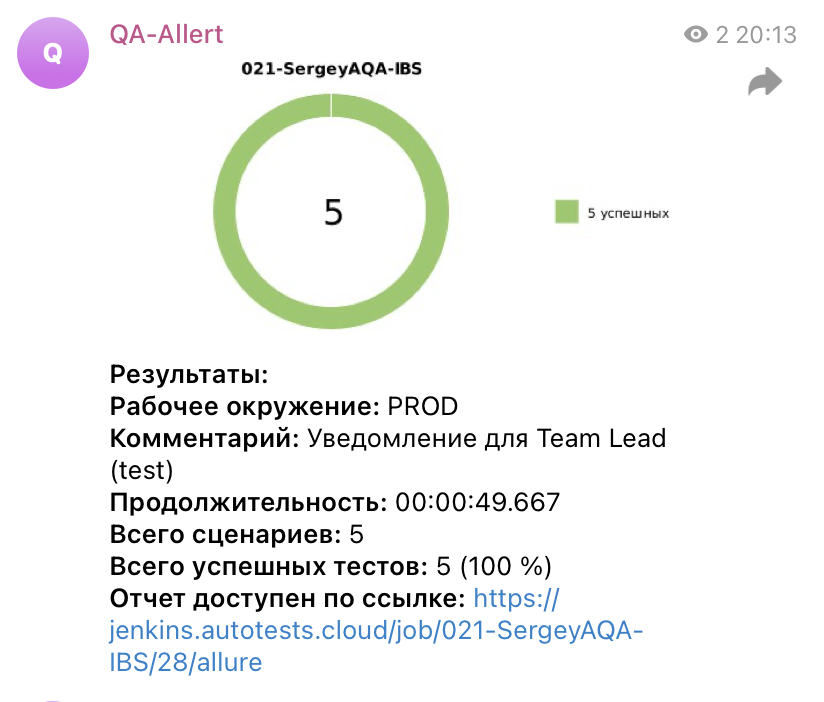 Q
QA-Allert
2 20:13
021-SergeyAQA-IBS
5
5 успешных
Результаты:
Рабочее окружение: PROD
Комментарий: Уведомление для Team Lead
(test)
Продолжительность: 00:00:49.667
Всего сценариев: 5
Всего успешных тестов: 5 (100 %)
Отчет доступен по ссылке: https://
jenkins.autotests.cloud/job/021-SergeyAQA-
IBS/28/allure